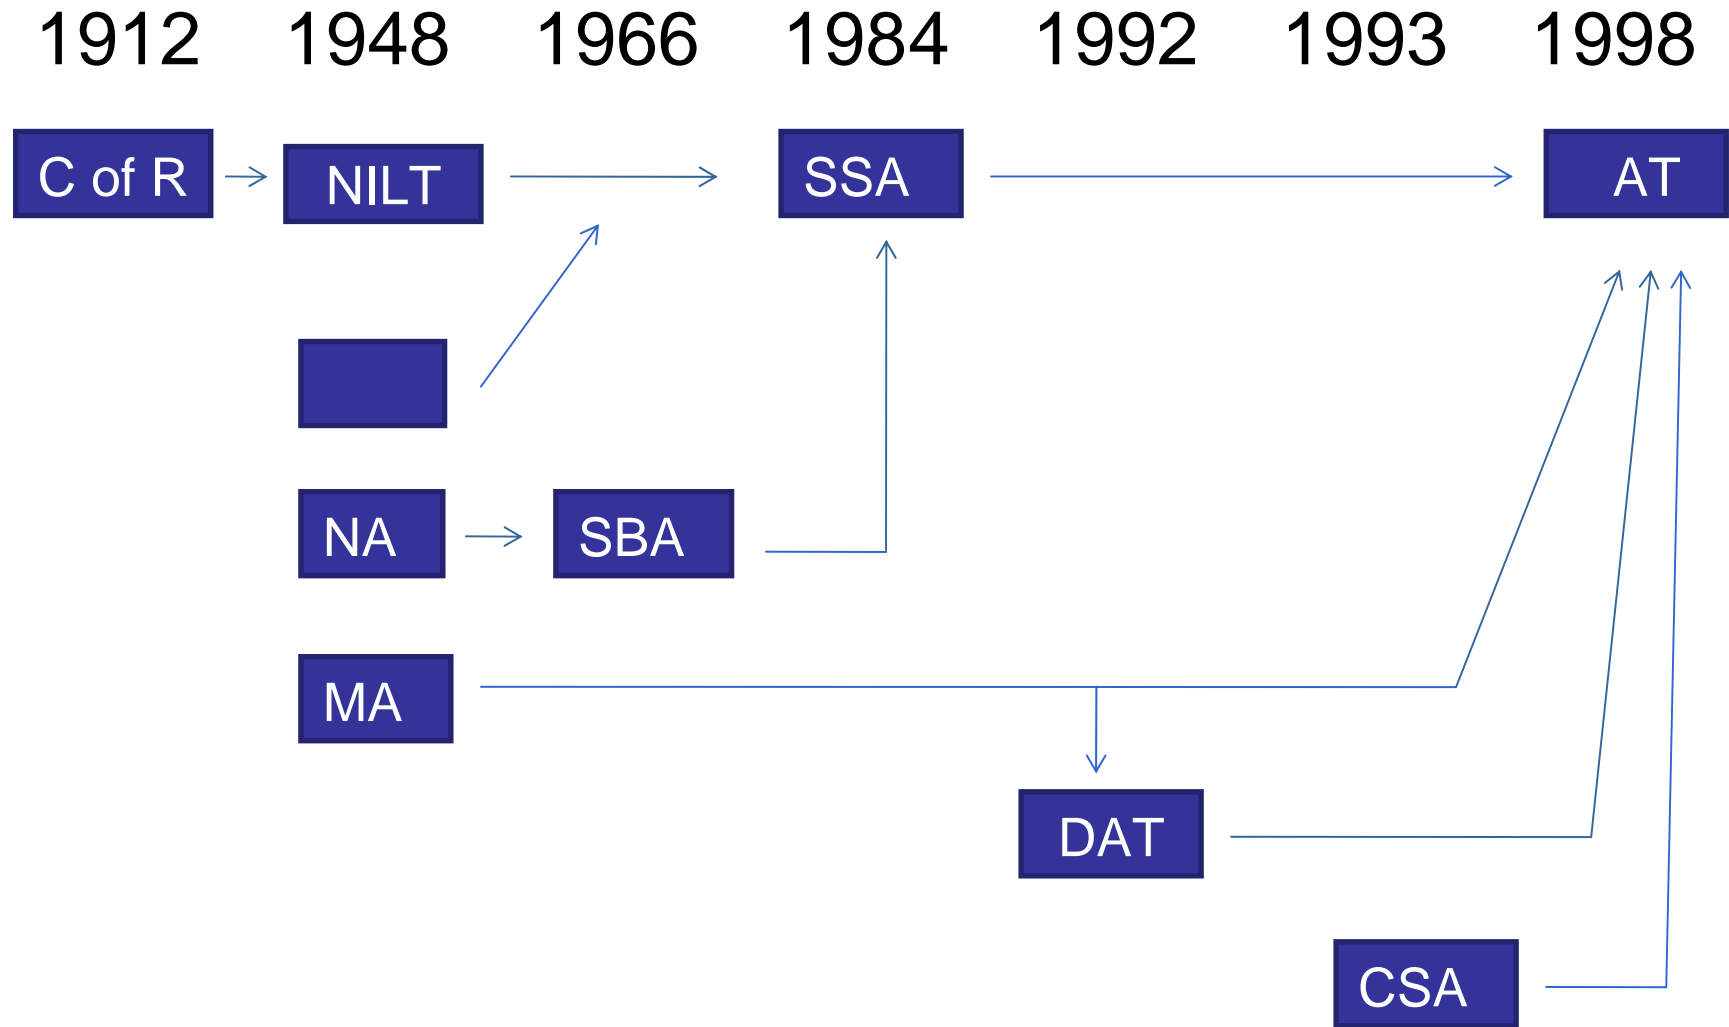 1912 1948 1966 1984 1992 1993 1998
C of R NILT SSA AT
NA SBA
MA
DAT
CSA